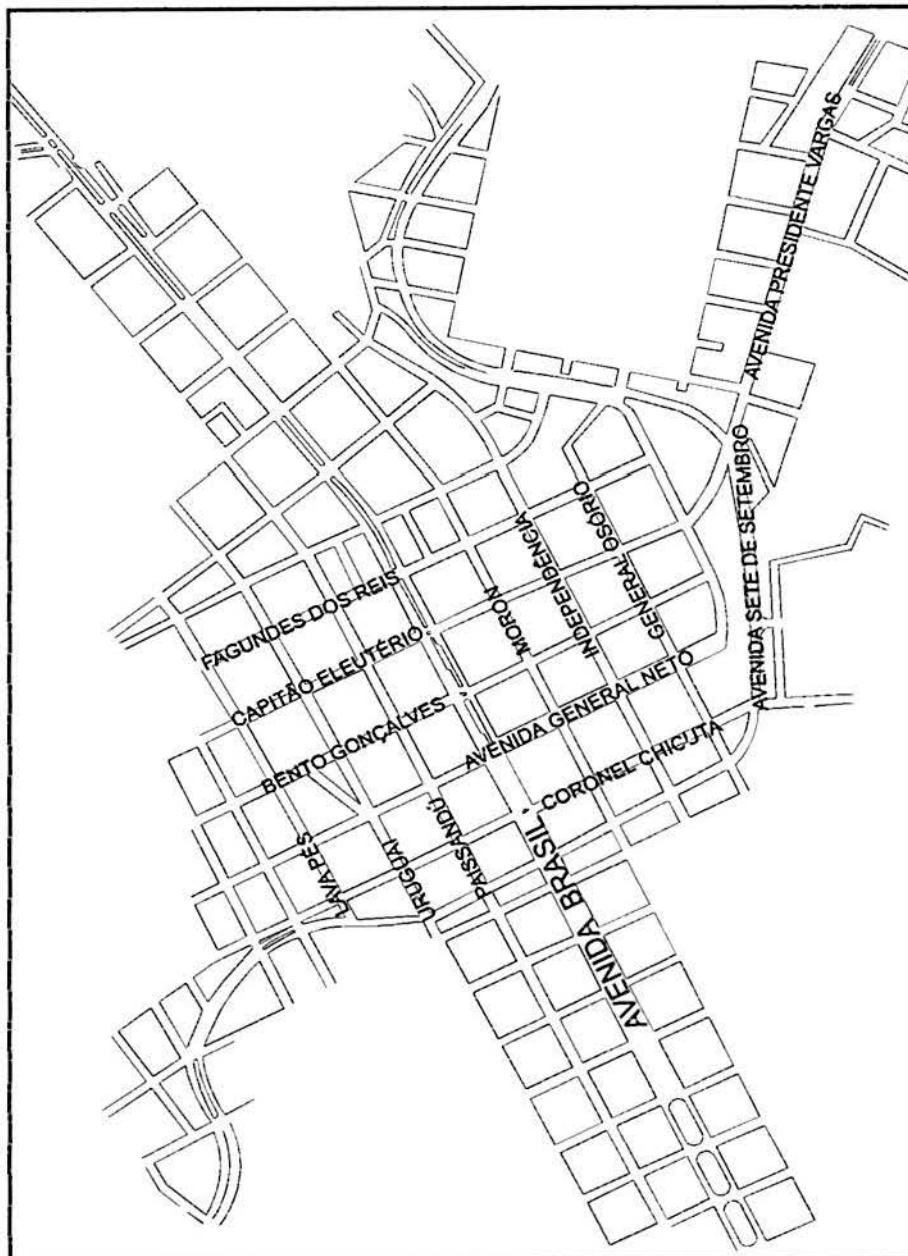 AVENIDA PRESIDENTE VARGAS
AVENIDA SETE DE SETEMBRO
FAGUNDES DOS REIS
CAPITÃO ELEUTÉRIO
BENTO GONÇALVES
MORON
INDEPENDÊNCIA
GENERAL OSÓRIO
AVENIDA GENERAL NETO
CORONEL CHICUTA
LAVA PÉS
URUGUAI
PAISSANDÚ
AVENIDA BRASIL